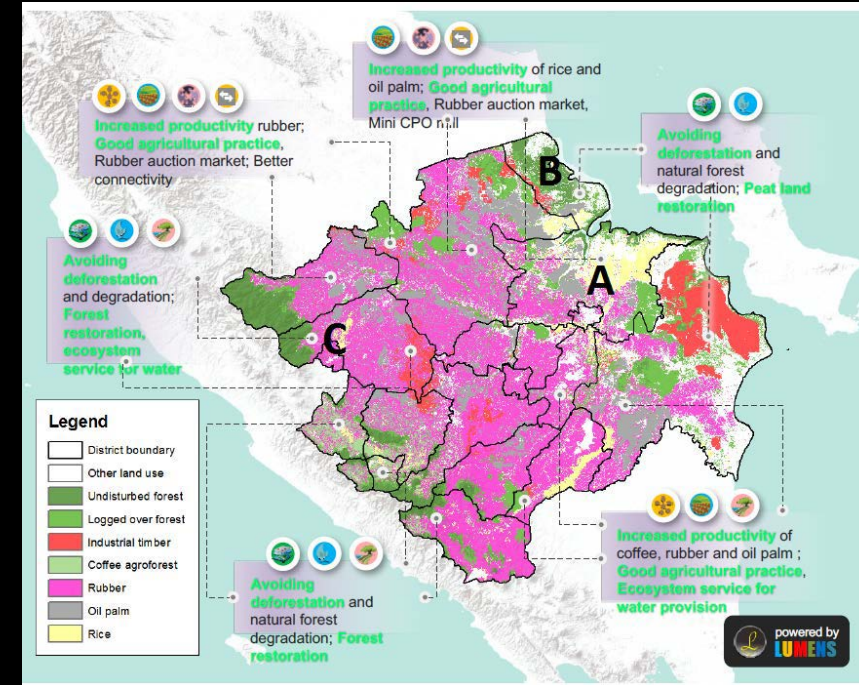 Increased productivity of rice and
oil palm; Good agricultural
practice, Rubber auction market,
Mini CPO
Increased productivity rubber;
Good agricultural practice,
Rubber auction market; Better
connectivity
Avoiding
deforestation and
natural forest
degradation; Peat land
restoration
Avoiding
deforestation
and degradation;
Forest
restoration,
ecosystem
service for water
B
A
C
Legend
District boundary
Other land use
Undisturbed forest
Logged over forest
Industrial timber
Coffee agroforest
Rubber
Oil palm
Rice
Avoiding
deforestation and
natural forest
degradation; Forest
restoration
Increased productivity of
coffee, rubber and oil palm ;
Good agricultural practice,
Ecosystem service for
water provision
L
powered by
LUMENS